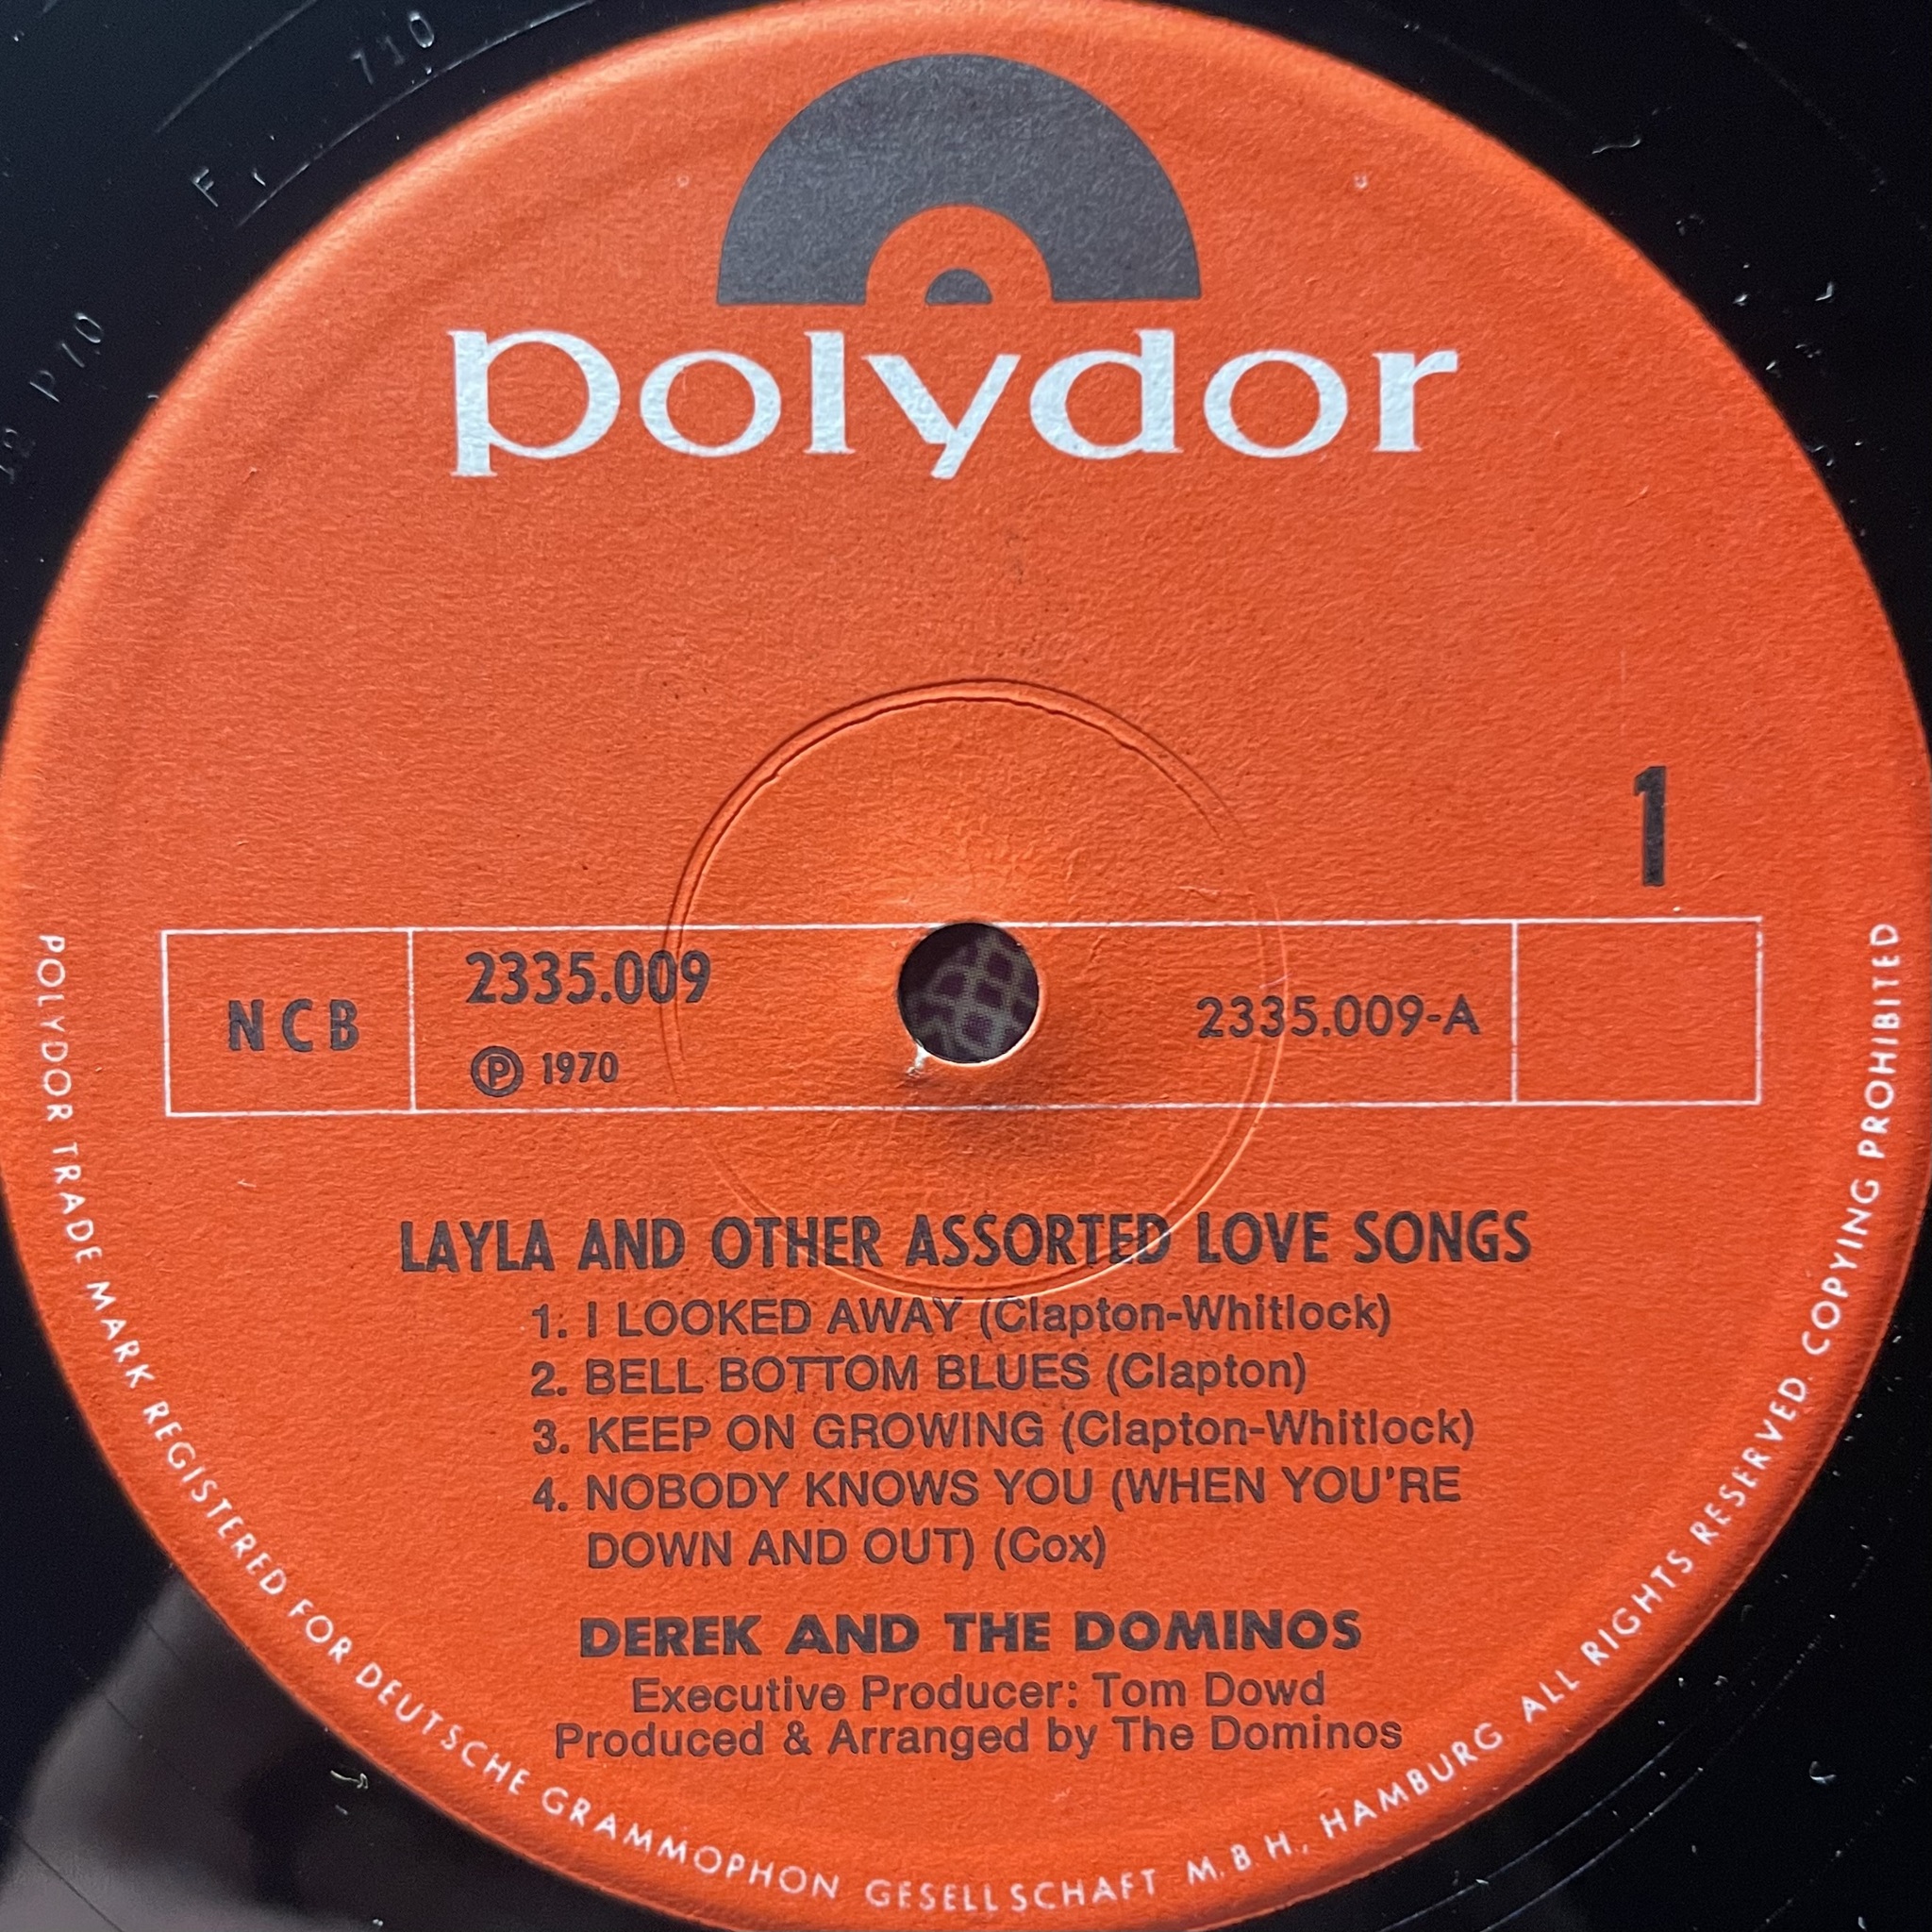 710
polydor
1
NCB
2335.009
℗ 1970
2335.009-A
LAYLA AND OTHER ASSORTED LOVE SONGS
1. I LOOKED AWAY (Clapton-Whitlock)
2. BELL BOTTOM BLUES (Clapton)
3. KEEP ON GROWING (Clapton-Whitlock)
4. NOBODY KNOWS YOU (WHEN YOU'RE
DOWN AND OUT) (Cox)
DEREK AND THE DOMINOS
Executive Producer: Tom Dowd
Produced & Arranged by The Dominos
POLYDOR TRADE MARK REGISTERED FOR DEUTSCHE GRAMMOPHON GESELLSCHAFT M.B H., HAMBURG. ALL RIGHTS RESERVED. COPYING PROHIBITED